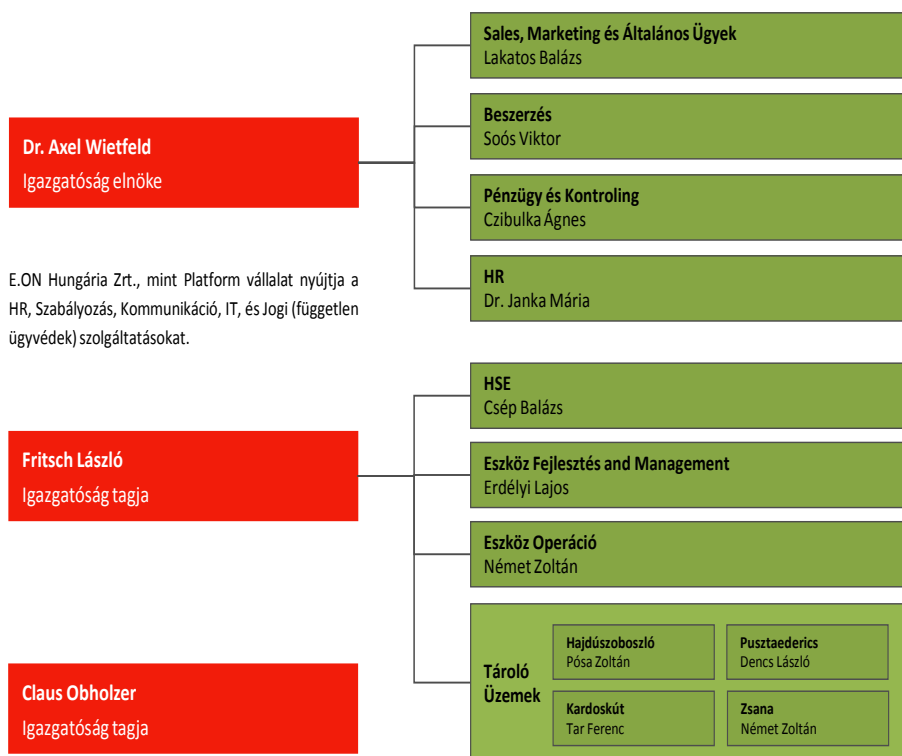 Dr. Axel Wietfeld
Igazgatóság elnöke
Sales, Marketing és Általános Ügyek
Lakatos Balázs
Beszerzés
Soós Viktor
Pénzügy és Kontroling
Czibulka Ágnes
HR
Dr. Janka Mária
E.ON Hungária Zrt., mint Platform vállalat nyújtja a
HR, Szabályozás, Kommunikáció, IT, és Jogi (független
ügyvédek) szolgáltatásokat.
Fritsch László
Igazgatóság tagja
HSE
Csép Balázs
Eszköz Fejlesztés and Management
Erdélyi Lajos
Eszköz Operáció
Német Zoltán
Tároló
Üzemek
Hajdúszoboszló
Pósa Zoltán
Pusztaederics
Dencs László
Kardoskút
Tar Ferenc
Zsana
Német Zoltán
Claus Obholzer
Igazgatóság tagja